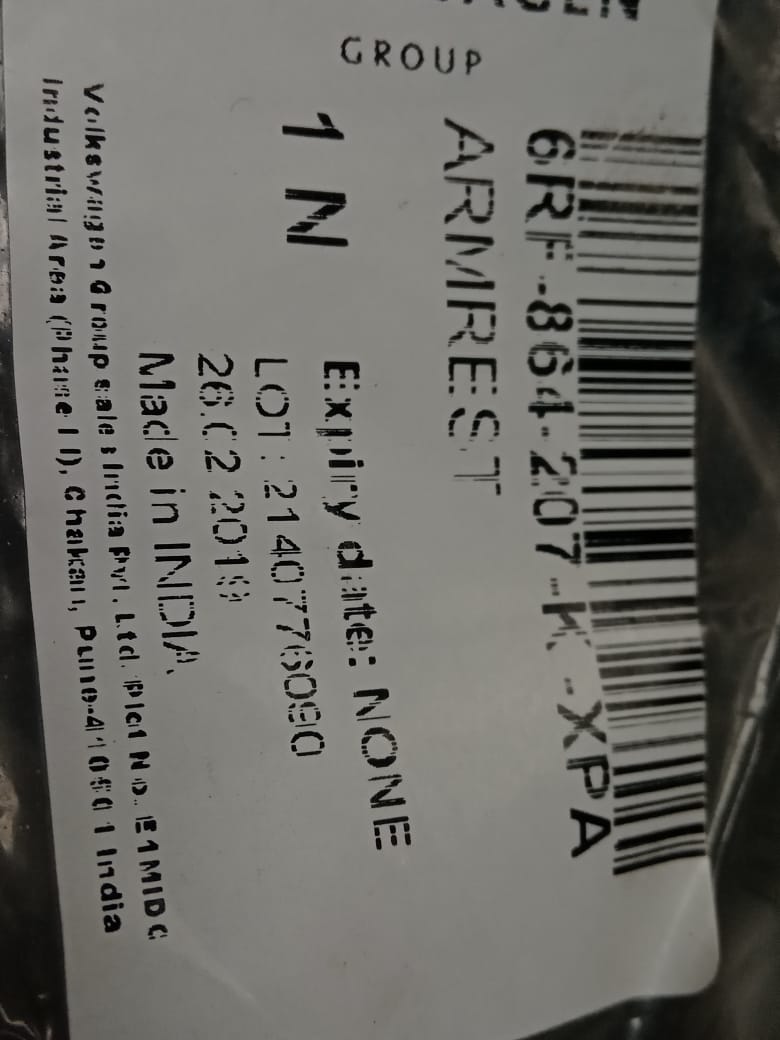 GROUP
6RF-864-207-K -XPA
ARMREST
1 N
Expiry date: NONE
LOT: 2140776080
26.02.2019
Made in INDIA.
Volkswagen Group sales India Pvt. Ltd. Plot No. E1 MIDC
Industrial Area (Phase II), Chakan, Pune-410501 India